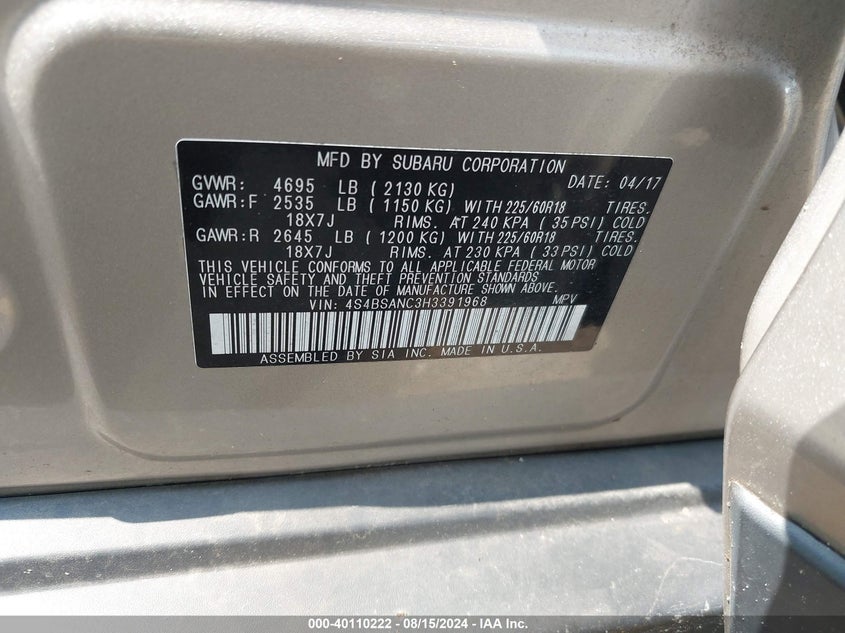 MFD BY SUBARU CORPORATION
GVWR: 4695 LB ( 2130 KG) DATE: 04/17
GAWR:F 2535 LB ( 1150 KG) WITH 225/60R18 TIRES.
18X7J RIMS. AT 240 KPA ( 35 PSI) COLD
GAWR:R 2645 LB ( 1200 KG) WITH 225/60R18 TIRES.
18X7J RIMS. AT 230 KPA ( 33 PSI) COLD
THIS VEHICLE CONFORMS TO ALL APPLICABLE FEDERAL MOTOR
VEHICLE SAFETY AND THEFT PREVENTION STANDARDS
IN EFFECT ON THE DATE OF MANUFACTURE SHOWN ABOVE.
VIN: 4S4BSANC3H3391968 MPV
ASSEMBLED BY SIA INC. MADE IN U.S.A.
000-40110222 - 08/15/2024 - IAA Inc.